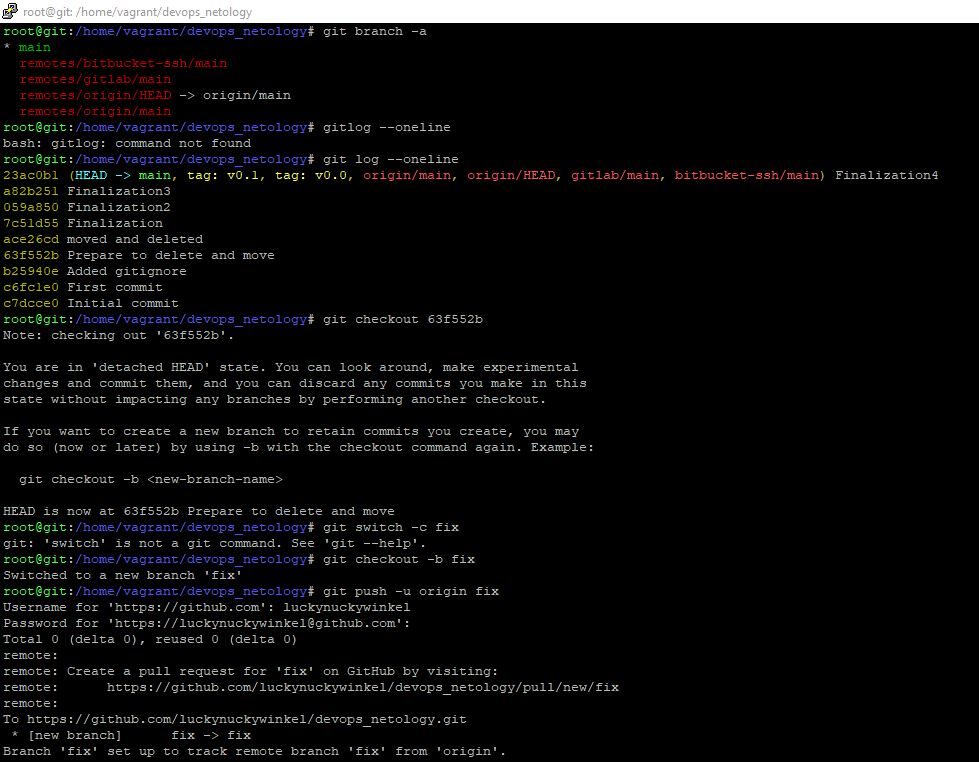 root@git: /home/vagrant/devops_netology
root@git:/home/vagrant/devops_netology# git branch -a
* main
  remotes/bitbucket-ssh/main
  remotes/gitlab/main
  remotes/origin/HEAD -> origin/main
  remotes/origin/main
root@git:/home/vagrant/devops_netology# gitlog --oneline
bash: gitlog: command not found
root@git:/home/vagrant/devops_netology# git log --oneline
23ac0b1 (HEAD -> main, tag: v0.1, tag: v0.0, origin/main, origin/HEAD, gitlab/main, bitbucket-ssh/main) Finalization4
a82b251 Finalization3
059a850 Finalization2
7c51d55 Finalization
ace26cd moved and deleted
63f552b Prepare to delete and move
b25940e Added gitignore
c6fc1e0 First commit
c7dcce0 Initial commit
root@git:/home/vagrant/devops_netology# git checkout 63f552b
Note: checking out '63f552b'.

You are in 'detached HEAD' state. You can look around, make experimental
changes and commit them, and you can discard any commits you make in this
state without impacting any branches by performing another checkout.

If you want to create a new branch to retain commits you create, you may
do so (now or later) by using -b with the checkout command again. Example:

  git checkout -b <new-branch-name>

HEAD is now at 63f552b Prepare to delete and move
root@git:/home/vagrant/devops_netology# git switch -c fix
git: 'switch' is not a git command. See 'git --help'.
root@git:/home/vagrant/devops_netology# git checkout -b fix
Switched to a new branch 'fix'
root@git:/home/vagrant/devops_netology# git push -u origin fix
Username for 'https://github.com': luckynuckywinkel
Password for 'https://luckynuckywinkel@github.com':
Total 0 (delta 0), reused 0 (delta 0)
remote:
remote: Create a pull request for 'fix' on GitHub by visiting:
remote:      https://github.com/luckynuckywinkel/devops_netology/pull/new/fix
remote:
To https://github.com/luckynuckywinkel/devops_netology.git
 * [new branch]      fix -> fix
Branch 'fix' set up to track remote branch 'fix' from 'origin'.